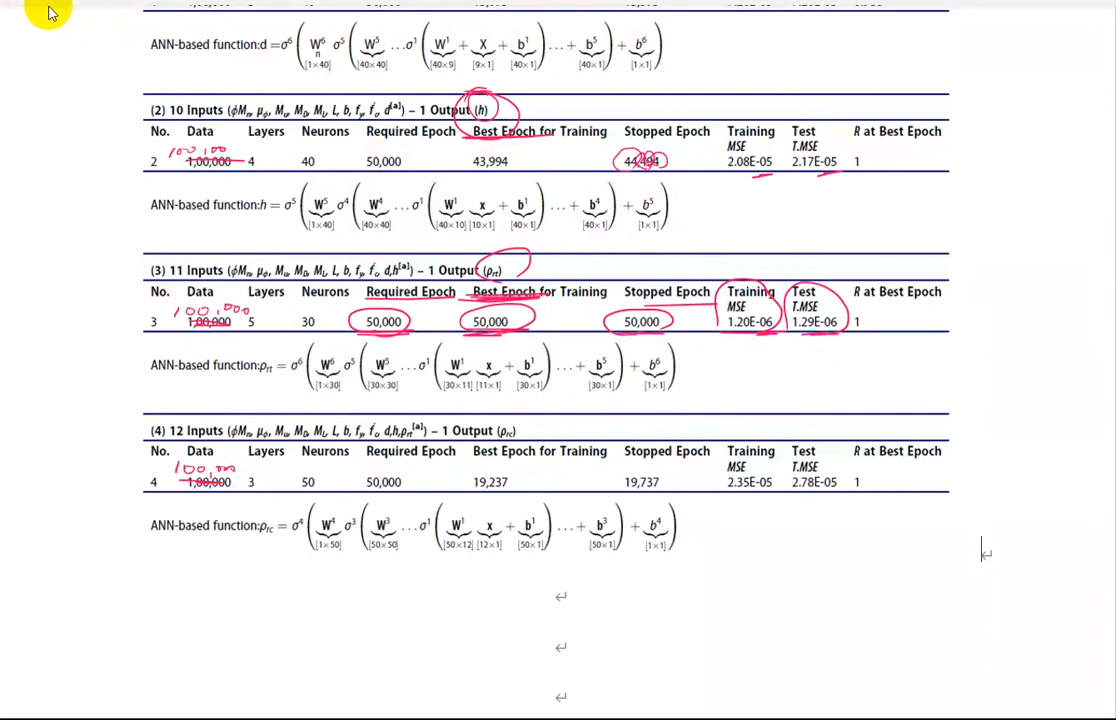 ANN-based function:d =σ⁶ ( W⁶ σ⁵ ( W⁵ …σ¹ ( W¹ + X + b¹ ) …+ b⁵ ) + b⁶ )
n
[1×40] [40×40] [40×9] [9×1] [40×1] [40×1] [1×1]
(2) 10 Inputs (ϕMn, μϕ, Mu, MD, ML, L, b, fy, f′c, d[a]) – 1 Output (h)
No. Data Layers Neurons Required Epoch Best Epoch for Training Stopped Epoch Training MSE Test T.MSE R at Best Epoch
100,00
2 1,00,000 4 40 50,000 43,994 44,494 2.08E-05 2.17E-05 1
ANN-based function:h = σ⁵ ( W⁵ σ⁴ ( W⁴ …σ¹ ( W¹ x + b¹ ) …+ b⁴ ) + b⁵ )
[1×40] [40×40] [40×10] [10×1] [40×1] [40×1] [1×1]
(3) 11 Inputs (ϕMn, μϕ, Mu, MD, ML, L, b, fy, f′c, d,h[a]) – 1 Output (ρrt)
No. Data Layers Neurons Required Epoch Best Epoch for Training Stopped Epoch Training MSE Test T.MSE R at Best Epoch
100,000
3 1,00,000 5 30 50,000 50,000 50,000 1.20E-06 1.29E-06 1
ANN-based function:ρrt = σ⁶ ( W⁶ σ⁵ ( W⁵ …σ¹ ( W¹ x + b¹ ) …+ b⁵ ) + b⁶ )
[1×30] [30×30] [30×11] [11×1] [30×1] [30×1] [1×1]
(4) 12 Inputs (ϕMn, μϕ, Mu, MD, ML, L, b, fy, f′c, d,h,ρrt[a]) – 1 Output (ρrc)
No. Data Layers Neurons Required Epoch Best Epoch for Training Stopped Epoch Training MSE Test T.MSE R at Best Epoch
100,000
4 1,00,000 3 50 50,000 19,237 19,737 2.35E-05 2.78E-05 1
ANN-based function:ρrc = σ⁴ ( W⁴ σ³ ( W³ …σ¹ ( W¹ x + b¹ ) …+ b³ ) + b⁴ )
[1×50] [50×50] [50×12] [12×1] [50×1] [50×1] [1×1]